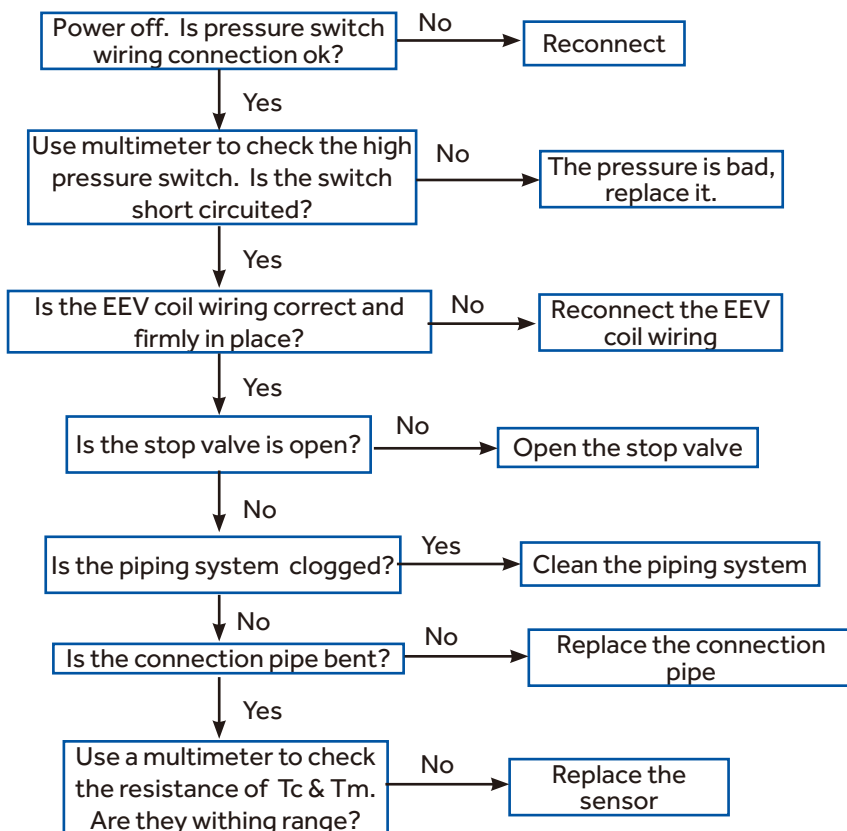 Power off. Is pressure switch
wiring connection ok?
No
Reconnect
Yes
Use multimeter to check the high
pressure switch. Is the switch
short circuited?
No
The pressure is bad,
replace it.
Yes
Is the EEV coil wiring correct and
firmly in place?
No
Reconnect the EEV
coil wiring
Yes
Is the stop valve is open?
No
Open the stop valve
No
Is the piping system clogged?
Yes
Clean the piping system
No
Is the connection pipe bent?
No
Replace the connection
pipe
Yes
Use a multimeter to check
the resistance of Tc & Tm.
Are they withing range?
No
Replace the
sensor